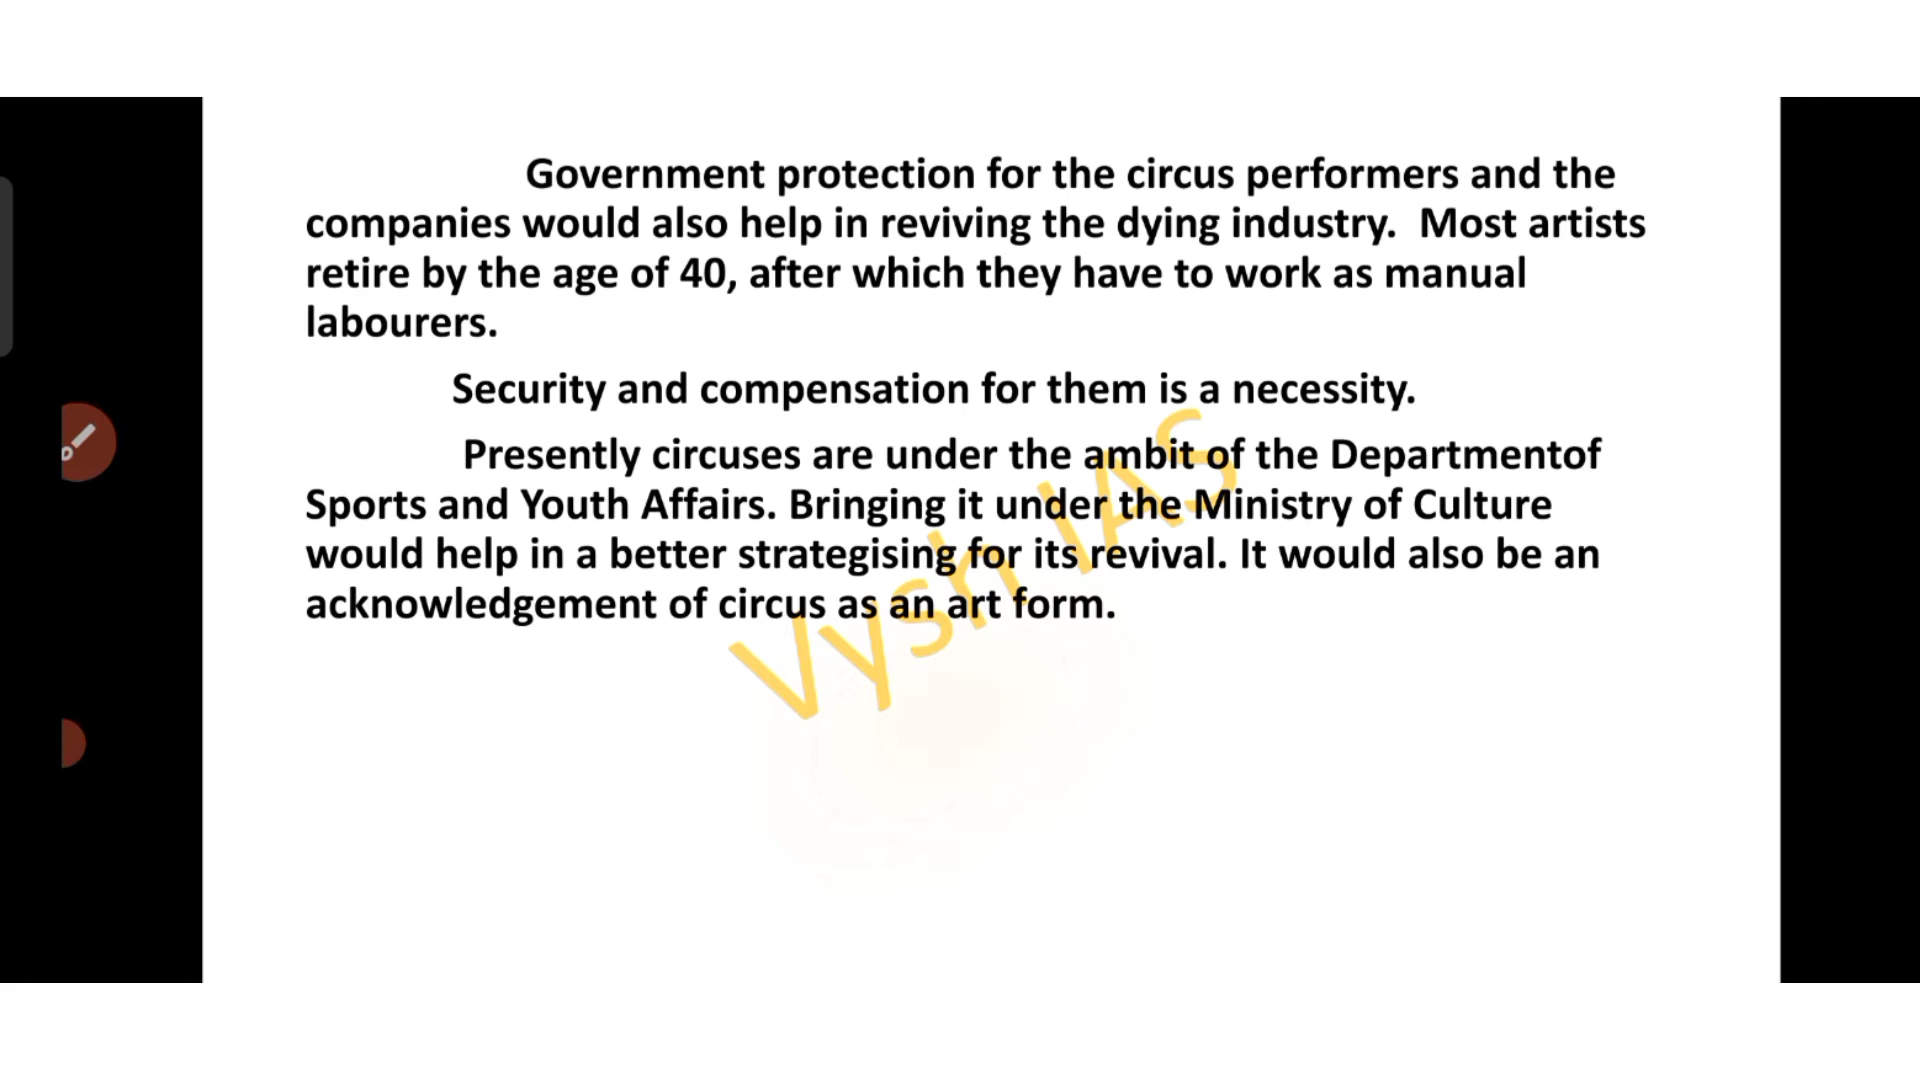 Government protection for the circus performers and the
companies would also help in reviving the dying industry.  Most artists
retire by the age of 40, after which they have to work as manual
labourers.
Security and compensation for them is a necessity.
Presently circuses are under the ambit of the Departmentof
Sports and Youth Affairs. Bringing it under the Ministry of Culture
would help in a better strategising for its revival. It would also be an
acknowledgement of circus as an art form.
Vysh IAS